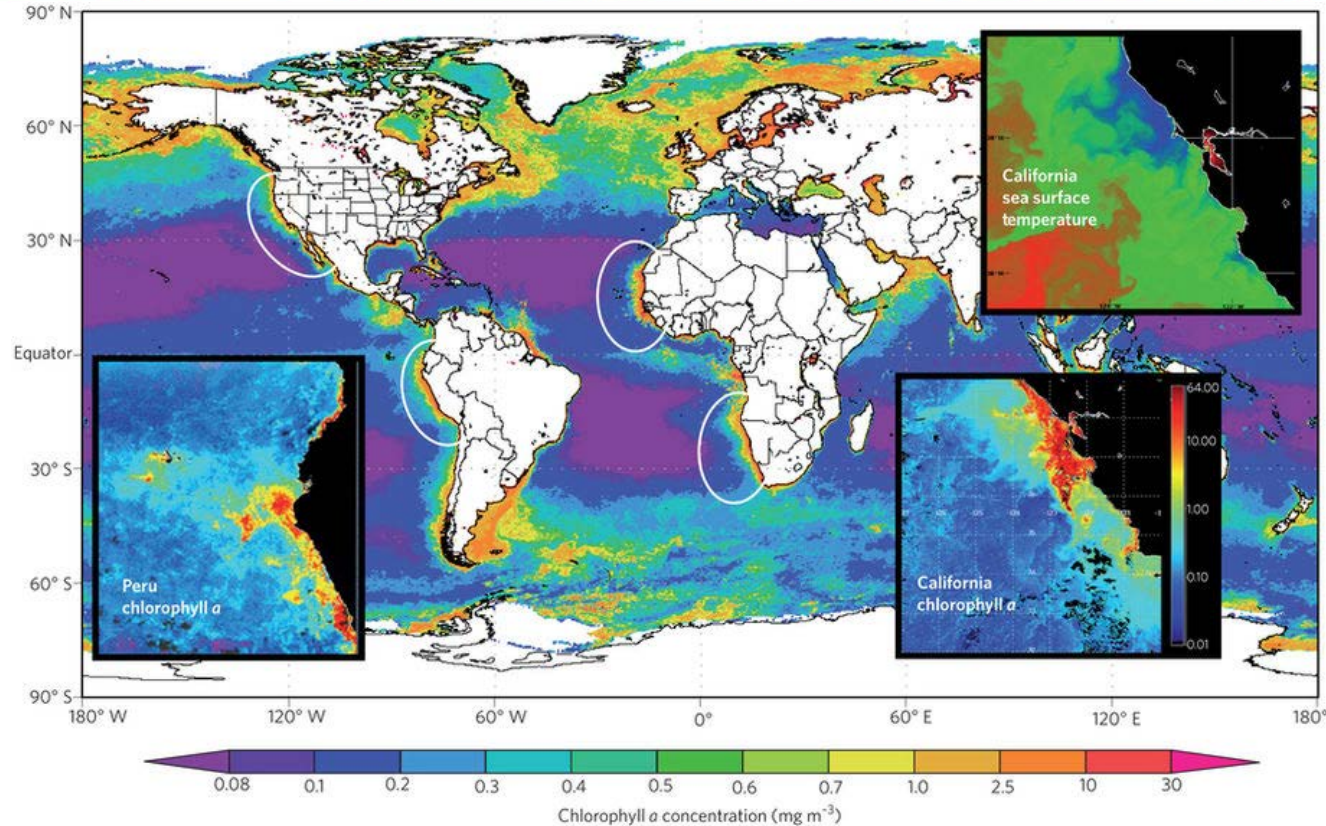 90° N
60° N
30° N
Equator
30° S
60° S
90° S
180° W
120° W
60° W
0°
60° E
120° E
180°
California
sea surface
temperature
Peru
chlorophyll a
California
chlorophyll a
64.00
10.00
1.00
0.10
0.01
0.08
0.1
0.2
0.3
0.4
0.5
0.6
0.7
1.0
2.5
10
30
Chlorophyll a concentration (mg m⁻³)